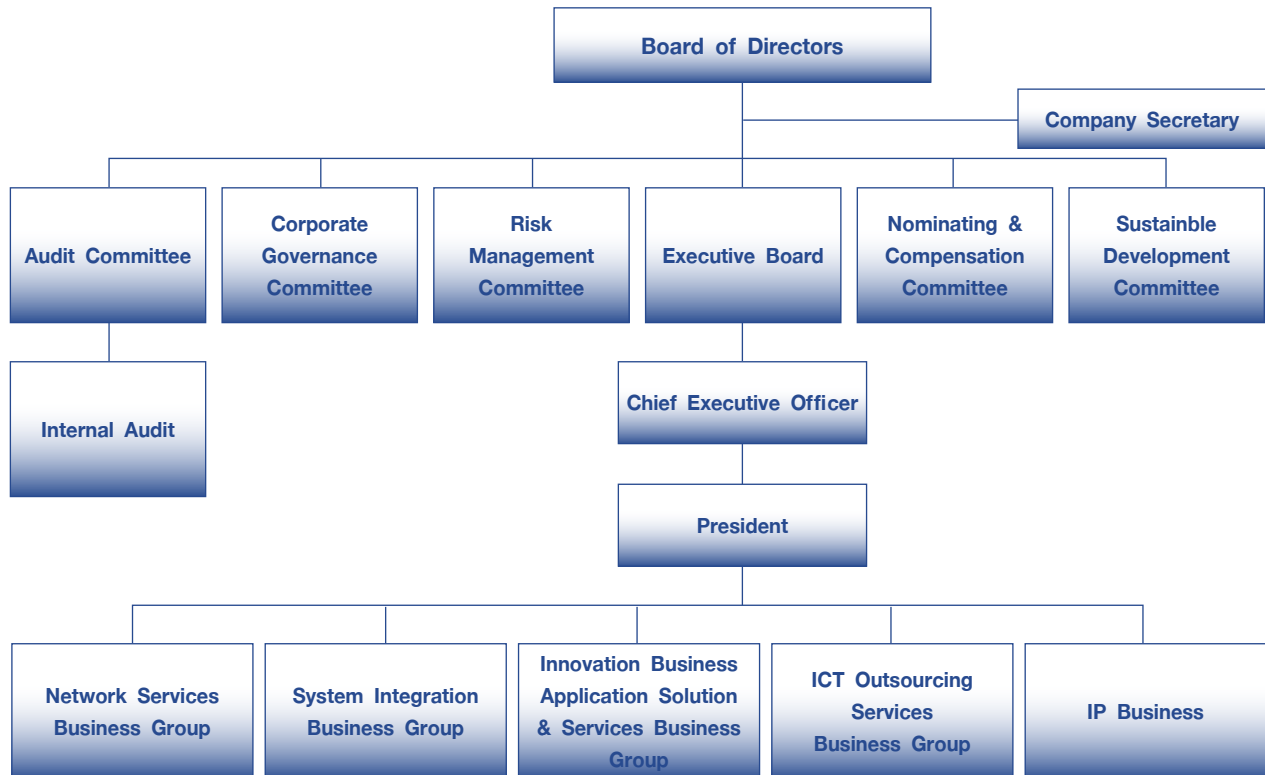 Board of Directors
Company Secretary
Audit Committee
Corporate
Governance
Committee
Risk
Management
Committee
Executive Board
Nominating &
Compensation
Committee
Sustainble
Development
Committee
Internal Audit
Chief Executive Officer
President
Network Services
Business Group
System Integration
Business Group
Innovation Business
Application Solution
& Services Business
Group
ICT Outsourcing
Services
Business Group
IP Business